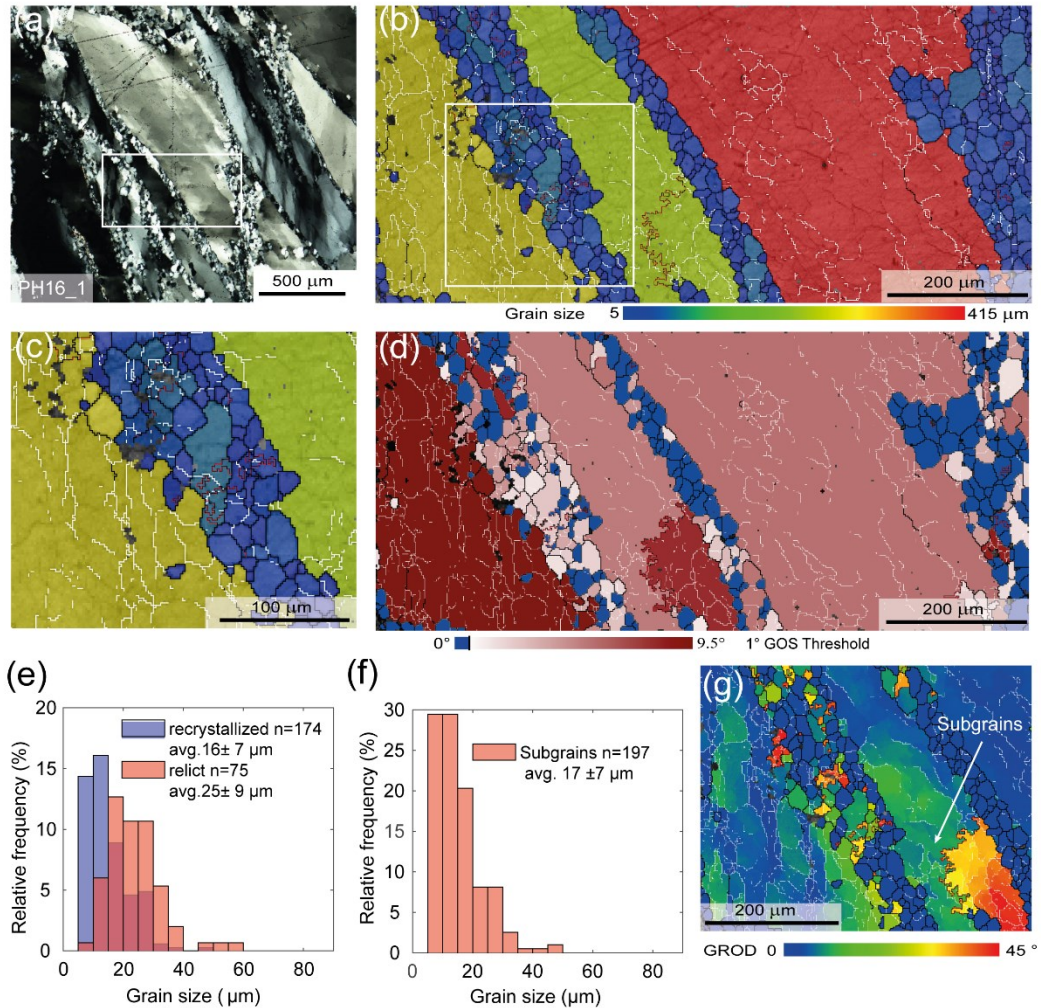 (a)
PH16_1
500 µm
(b)
200 µm
Grain size 5 415 µm
(c)
100 µm
(d)
200 µm
0° 9.5° 1° GOS Threshold
(e)
20
15
10
5
0
0 20 40 60 80
Relative frequency (%)
Grain size ( µm)
recrystallized n=174
avg.16± 7 µm
relict n=75
avg.25± 9 µm
(f)
30
25
20
15
10
5
0
0 20 40 60 80
Relative frequency (%)
Grain size (µm)
Subgrains n=197
avg. 17 ±7 µm
(g)
Subgrains
200 µm
GROD 0 45 °